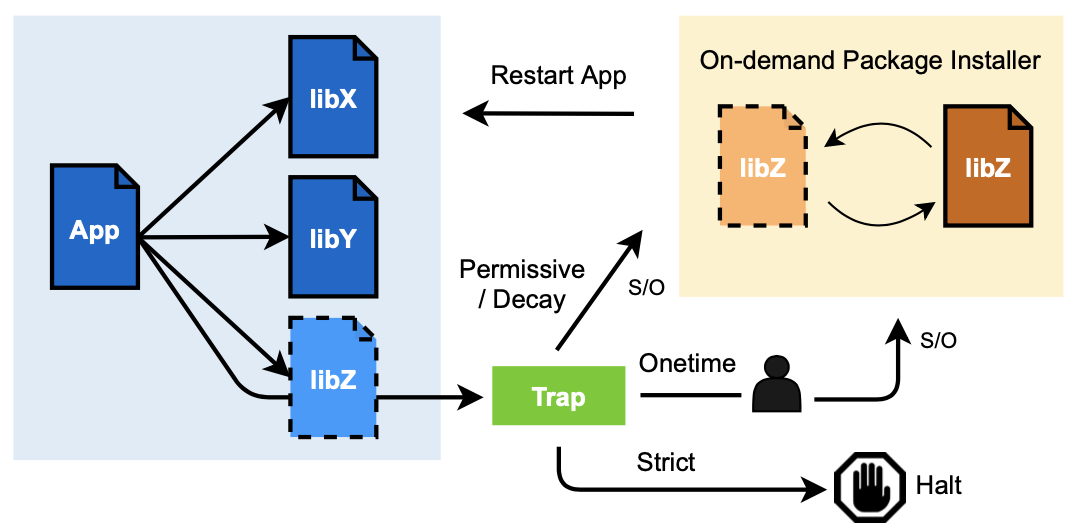 On-demand Package Installer
Restart App
libX
libZ
libZ
App
libY
Permissive
/ Decay
S/O
S/O
libZ
Onetime
Trap
Strict
Halt